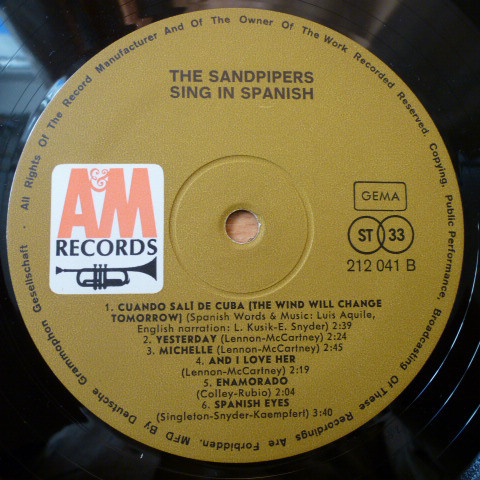 All Rights Of The Record Manufacturer And Of The Owner Of The Work Recorded Reserved. Copying, Public Performance, Broadcasting Of These Recordings Are Forbidden. MFD By Deutsche Grammophon Gesellschaft ·
THE SANDPIPERS
SING IN SPANISH
A&M
RECORDS
GEMA
ST 33
212 041 B
1. CUANDO SALÍ DE CUBA (THE WIND WILL CHANGE
TOMORROW) (Spanish Words & Music: Luis Aquile,
English narration: L. Kusik-E. Snyder) 2:39
2. YESTERDAY (Lennon-McCartney) 2:24
3. MICHELLE (Lennon-McCartney) 2:45
4. AND I LOVE HER
(Lennon-McCartney) 2:19
5. ENAMORADO
(Colley-Rubio) 2:04
6. SPANISH EYES
(Singleton-Snyder-Kaempfert) 3:40